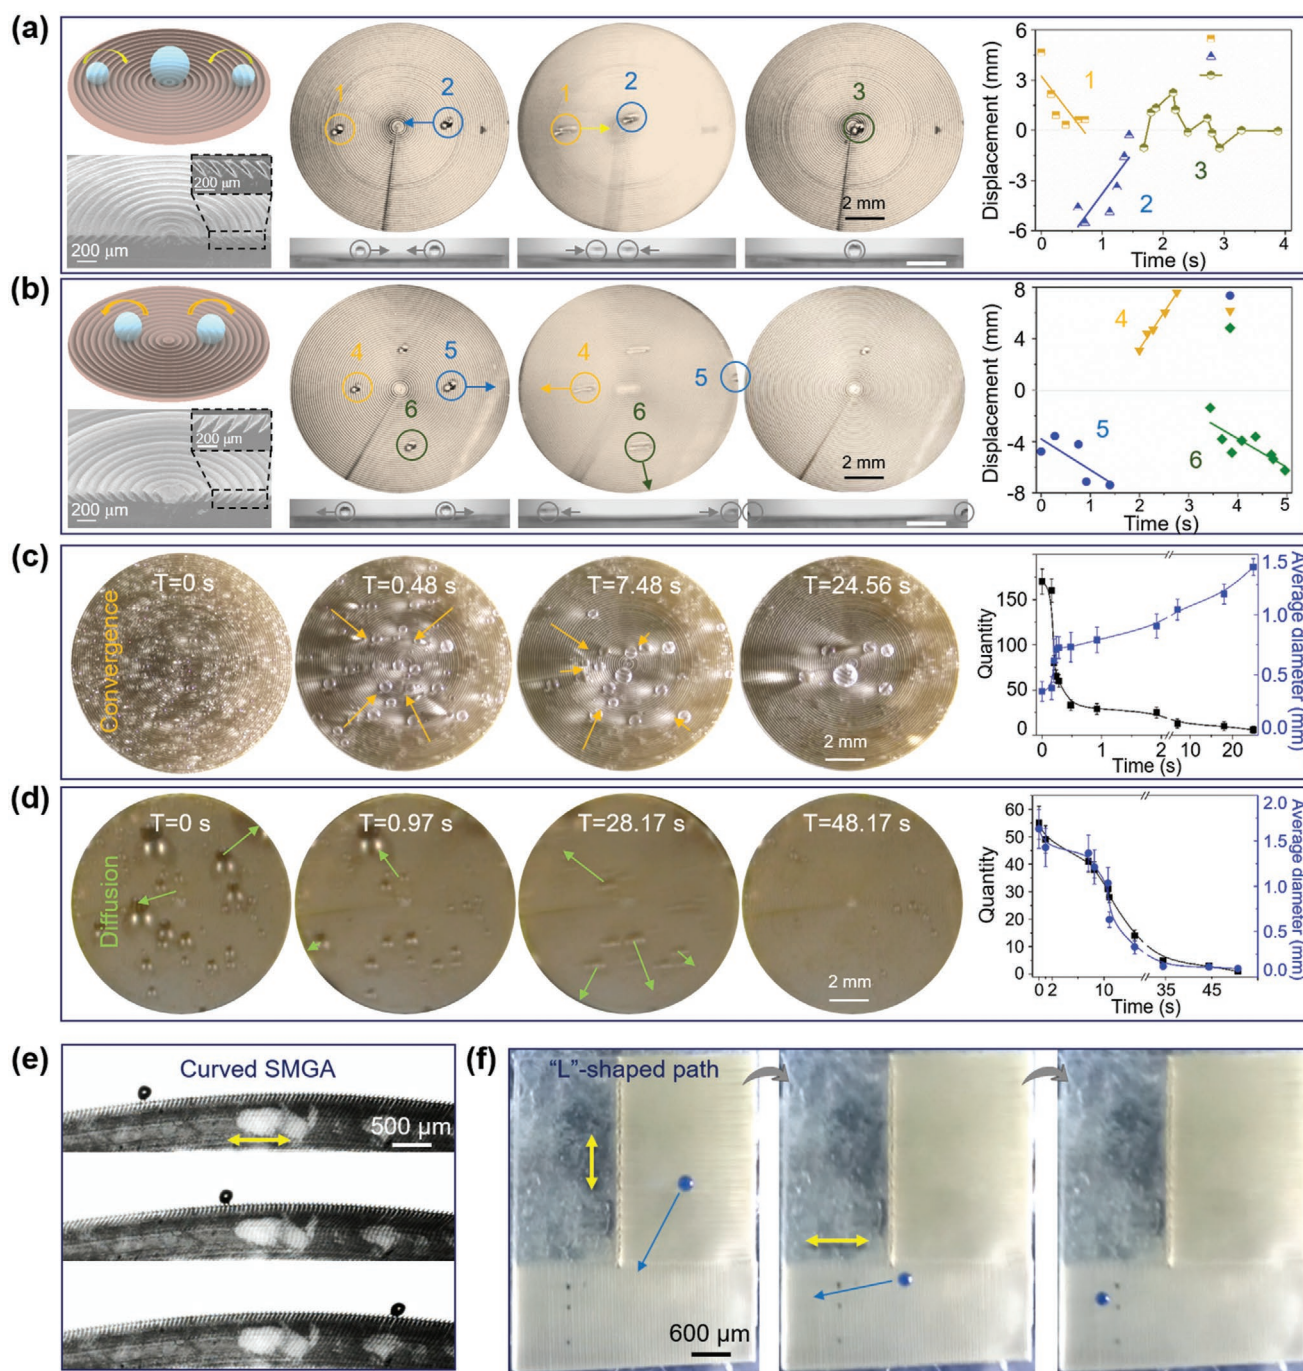 (a)
200 μm
200 μm
1
2
1
2
3
2 mm
Displacement (mm)
6
3
0
-3
-6
1
2
3
0 1 2 3 4
Time (s)
(b)
200 μm
200 μm
4
5
6
4
5
6
2 mm
Displacement (mm)
8
4
0
-4
-8
4
5
6
0 1 2 3 4 5
Time (s)
(c)
Convergence
T=0 s
T=0.48 s
T=7.48 s
T=24.56 s
2 mm
Quantity
150
100
50
0
1.5
1.0
0.5
0.0
Average diameter (mm)
0 1 2 10 20
Time (s)
(d)
Diffusion
T=0 s
T=0.97 s
T=28.17 s
T=48.17 s
2 mm
Quantity
60
50
40
30
20
10
0
2.0
1.5
1.0
0.5
0.0
Average diameter (mm)
0 2 10 35 45
Time (s)
(e)
Curved SMGA
500 μm
(f)
“L”-shaped path
600 μm